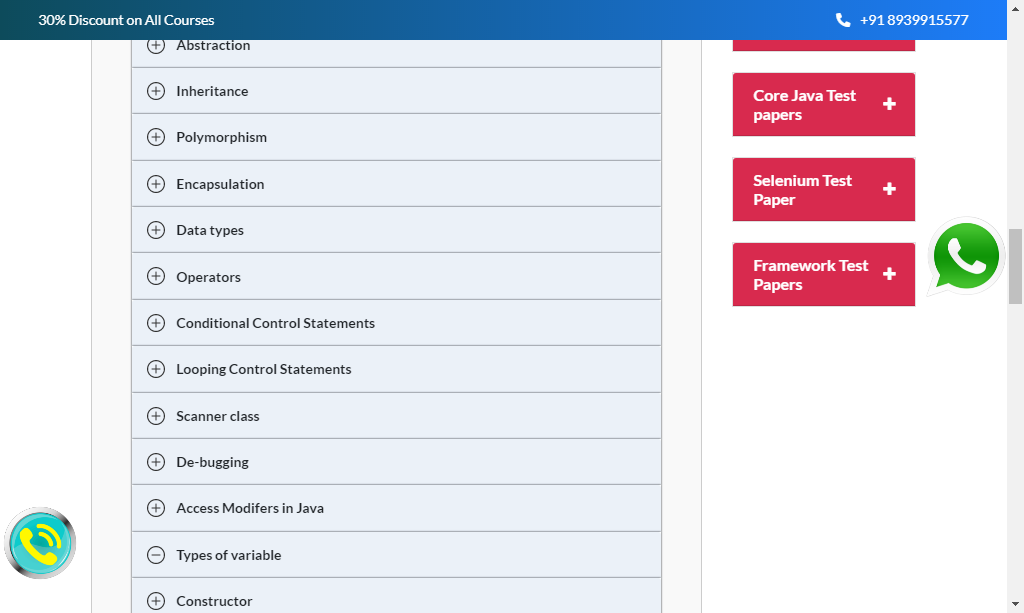 30% Discount on All Courses
+91 8939915577
Abstraction
Inheritance
Polymorphism
Encapsulation
Data types
Operators
Conditional Control Statements
Looping Control Statements
Scanner class
De-bugging
Access Modifers in Java
Types of variable
Constructor
Core Java Test
papers
Selenium Test
Paper
Framework Test
Papers